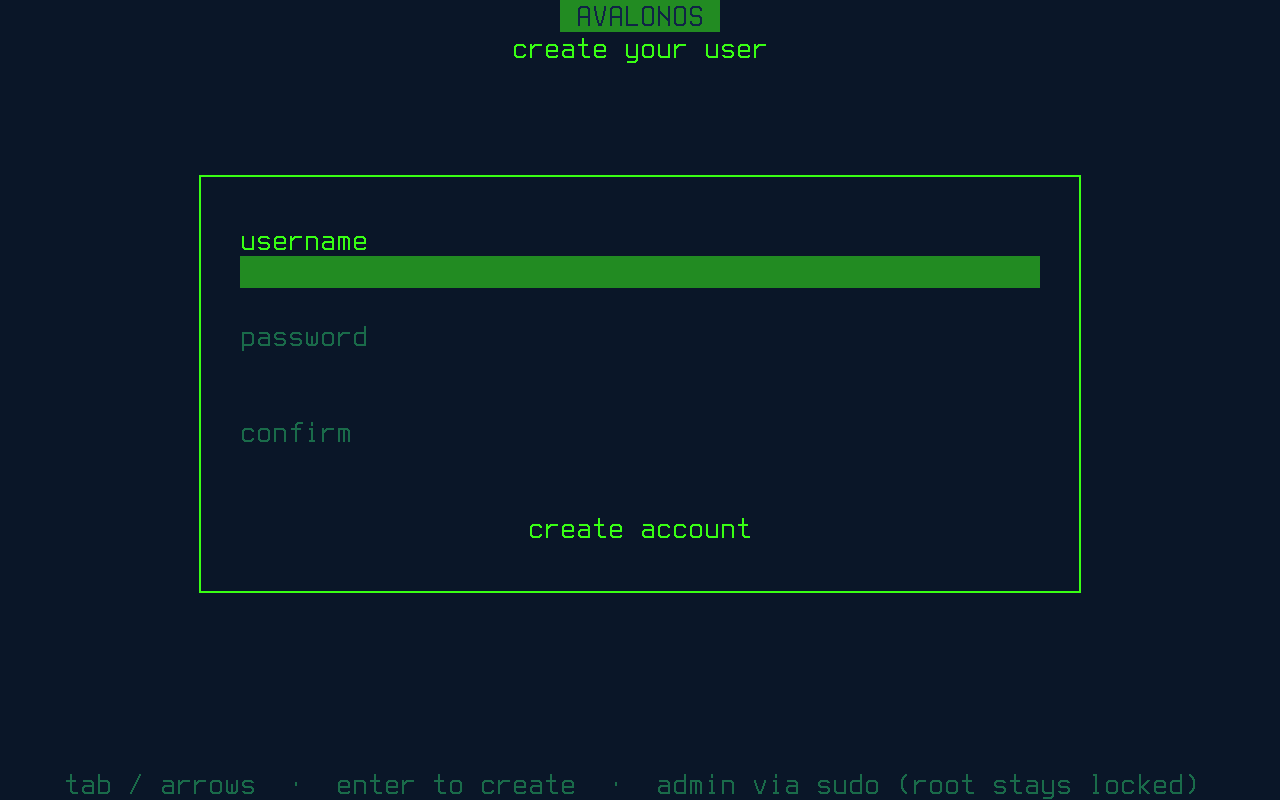 AVALONOS
create your user
username
password
confirm
create account
tab / arrows · enter to create · admin via sudo (root stays locked)